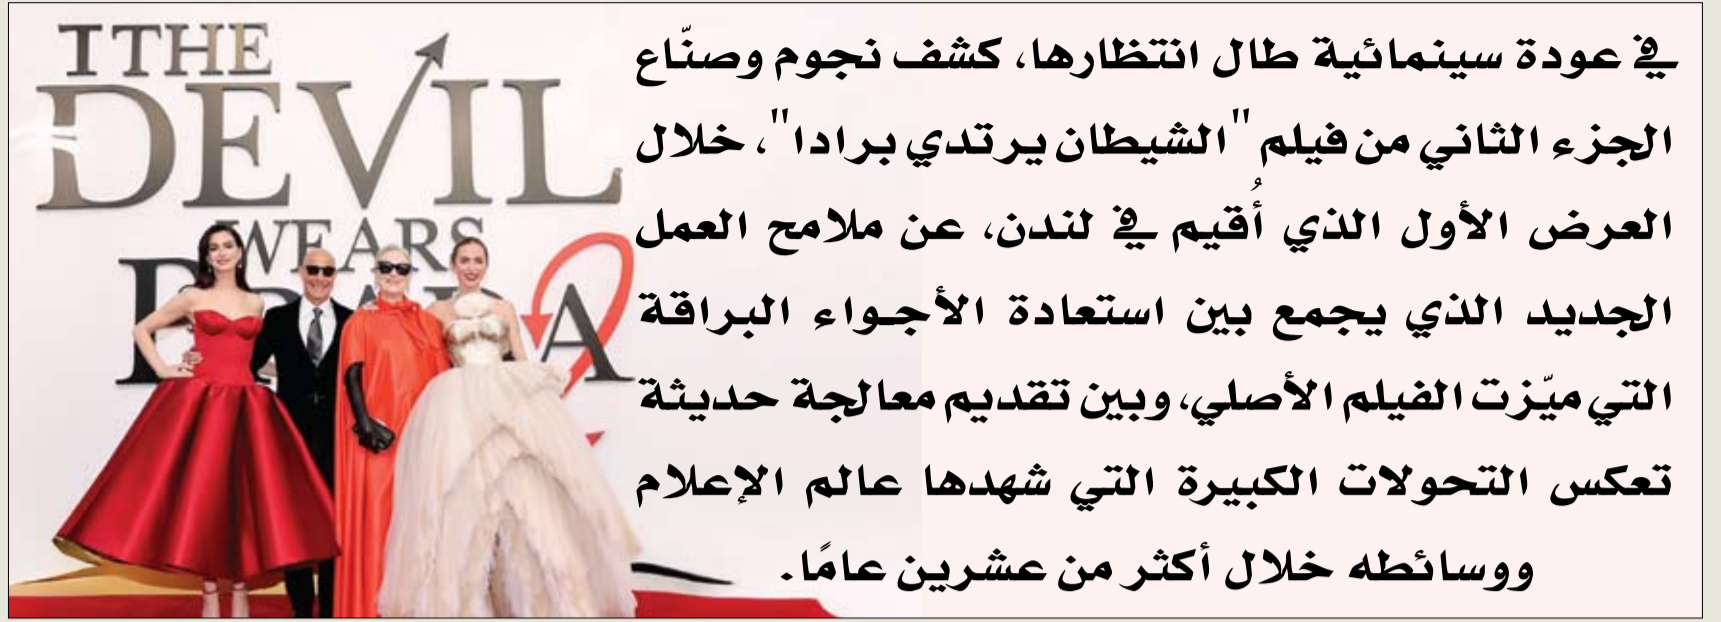 في عودة سينمائية طال انتظارها، كشف نجوم وصنّاع
الجزء الثاني من فيلم "الشيطان يرتدي برادا"، خلال
العرض الأول الذي أُقيم في لندن، عن ملامح العمل
الجديد الذي يجمع بين استعادة الأجواء البراقة
التي ميّزت الفيلم الأصلي، وبين تقديم معالجة حديثة
تعكس التحولات الكبيرة التي شهدها عالم الإعلام
ووسائطه خلال أكثر من عشرين عامًا.
THE
DEVIL
WEARS